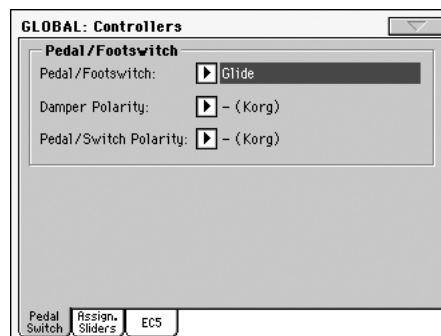 GLOBAL: Controllers
Pedal/Footswitch
Pedal/Footswitch: Glide
Damper Polarity: - (Korg)
Pedal/Switch Polarity: - (Korg)
Pedal Switch Assign. Sliders EC5